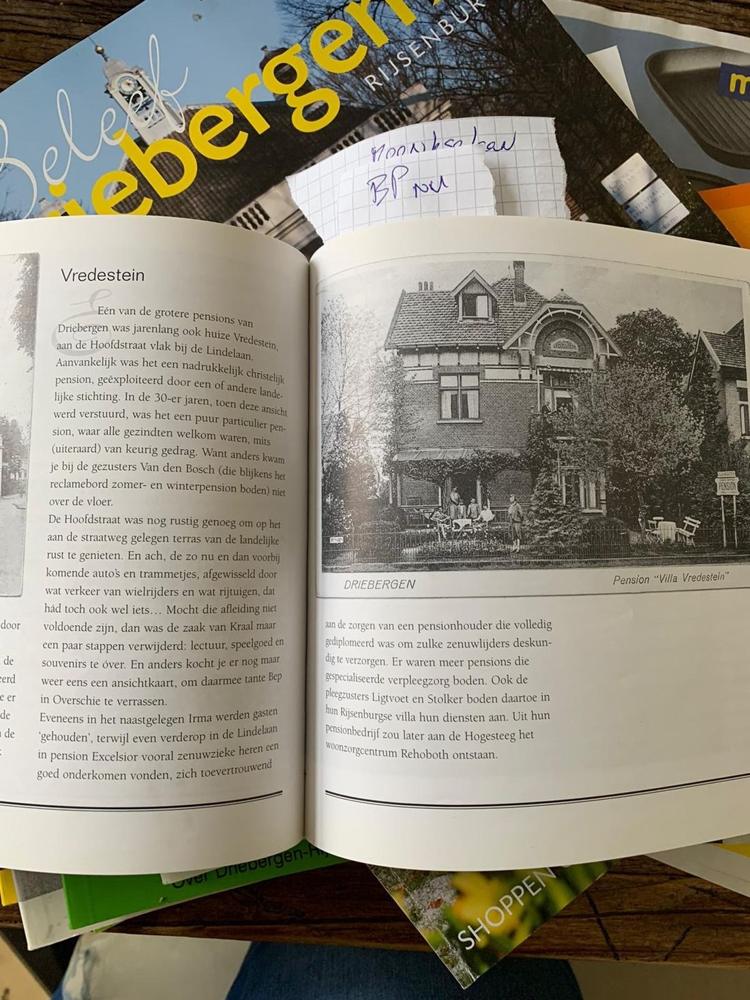 Beleef
Driebergen
RIJSENBUR
m
BP nu
Vredestein
Eén van de grotere pensions van
Driebergen was jarenlang ook huize Vredestein,
aan de Hoofdstraat vlak bij de Lindelaan.
Aanvankelijk was het een nadrukkelijk christelijk
pension, geëxploiteerd door een of andere lande-
lijke stichting. In de 30-er jaren, toen deze ansicht
werd verstuurd, was het een puur particulier pen-
sion, waar alle gezindten welkom waren, mits
(uiteraard) van keurig gedrag. Want anders kwam
je bij de gezusters Van den Bosch (die blijkens het
reclamebord zomer- en winterpension boden) niet
over de vloer.
De Hoofdstraat was nog rustig genoeg om op het
aan de straatweg gelegen terras van de landelijke
rust te genieten. En ach, de zo nu en dan voorbij
komende auto's en trammetjes, afgewisseld door
wat verkeer van wielrijders en wat rijtuigen, dat
hád toch ook wel iets... Mocht die afleiding niet
voldoende zijn, dan was de zaak van Kraal maar
een paar stappen verwijderd: lectuur, speelgoed en
souvenirs te óver. En anders kocht je er nog maar
weer eens een ansichtkaart, om daarmee tante Bep
in Overschie te verrassen.
Eveneens in het naastgelegen Irma werden gasten
'gehouden', terwijl even verderop in de Lindelaan
in pension Excelsior vooral zenuwzieke heren een
goed onderkomen vonden, zich toevertrouwend
door
de
eerd
e er
de
n de
PENSION
DRIEBERGEN
Pension "Villa Vredestein"
aan de zorgen van een pensionhouder die volledig
gediplomeerd was om zulke zenuwlijders deskun-
dig te verzorgen. Er waren meer pensions die
gespecialiseerde verpleegzorg boden. Ook de
pleegzusters Ligtvoet en Stolker boden daartoe in
hun Rijsenburgse villa hun diensten aan. Uit hun
pensionbedrijf zou later aan de Hogesteeg het
woonzorgcentrum Rehoboth ontstaan.
Over Driebergen-Rij
SHOPPEN